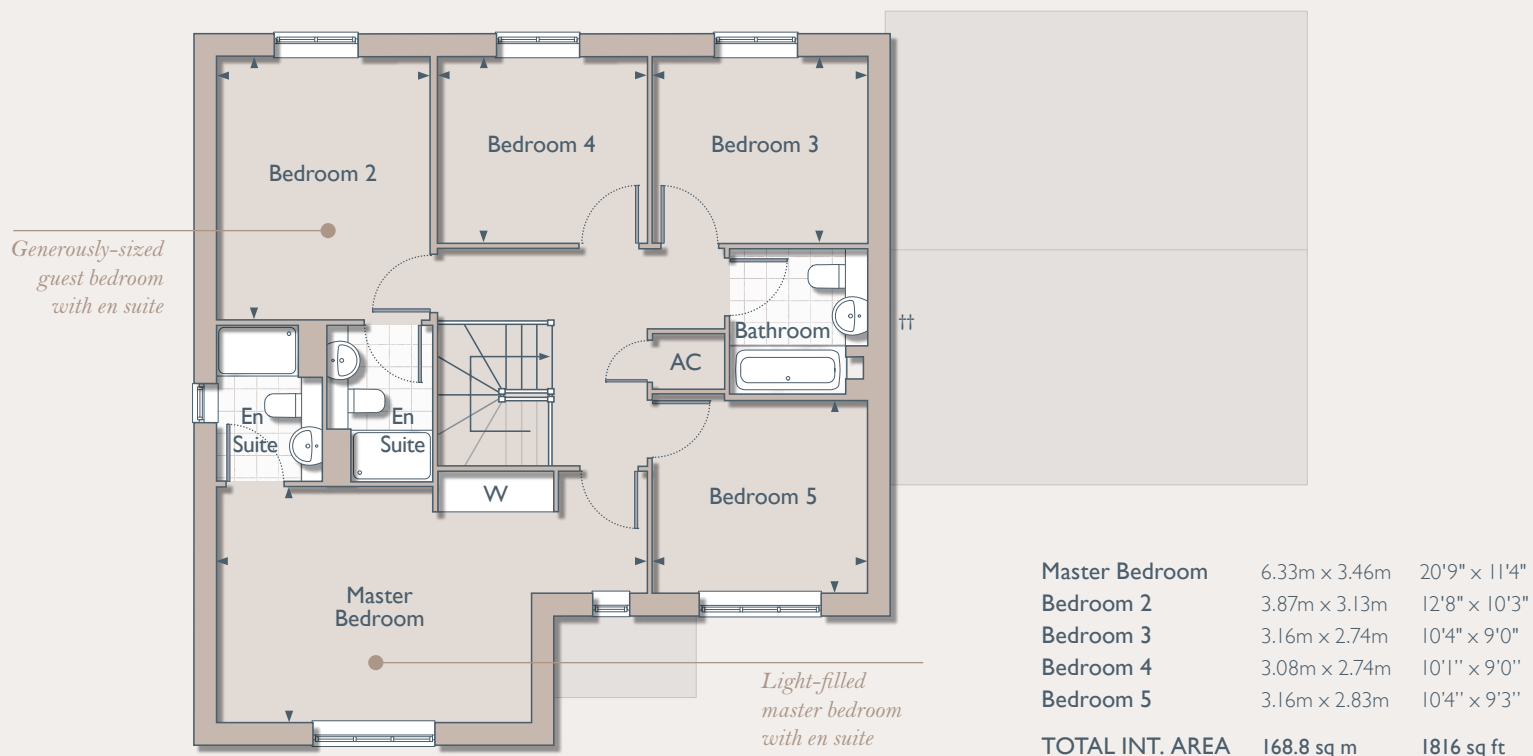 Bedroom 2
Bedroom 4
Bedroom 3
Generously-sized
guest bedroom
with en suite
††
Bathroom
AC
En
Suite
En
Suite
W
Bedroom 5
Master
Bedroom
Light-filled
master bedroom
with en suite
Master Bedroom 6.33m x 3.46m 20'9" x 11'4"
Bedroom 2 3.87m x 3.13m 12'8" x 10'3"
Bedroom 3 3.16m x 2.74m 10'4" x 9'0"
Bedroom 4 3.08m x 2.74m 10'1'' x 9'0''
Bedroom 5 3.16m x 2.83m 10'4'' x 9'3''
TOTAL INT. AREA 168.8 sq m 1816 sq ft